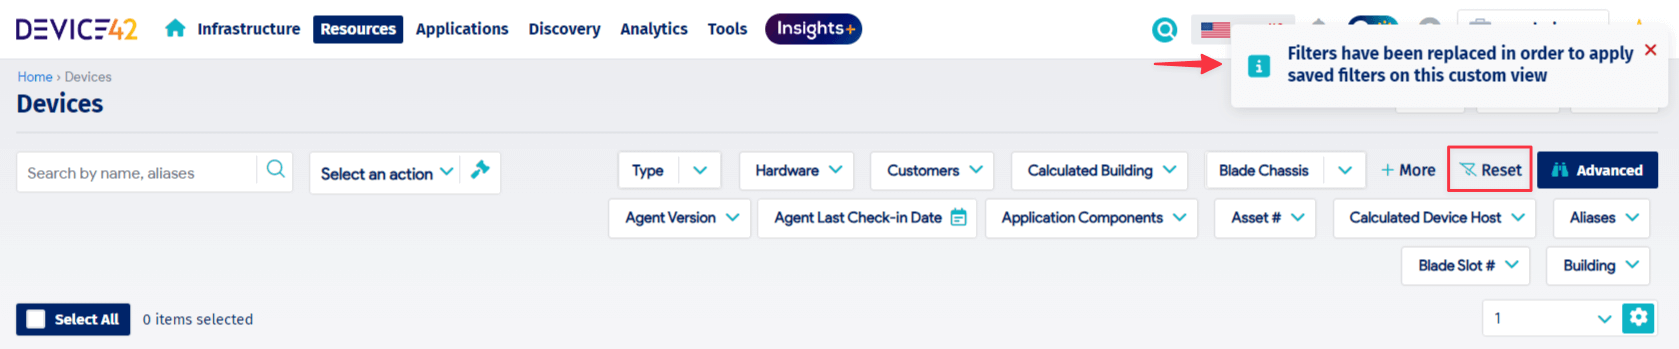 DEVICE42
Infrastructure
Resources
Applications
Discovery
Analytics
Tools
Insights+
Filters have been replaced in order to apply
saved filters on this custom view
Home › Devices
Devices
Search by name, aliases
Select an action
Type
Hardware
Customers
Calculated Building
Blade Chassis
+ More
Reset
Advanced
Agent Version
Agent Last Check-in Date
Application Components
Asset #
Calculated Device Host
Aliases
Blade Slot #
Building
Select All
0 items selected
1